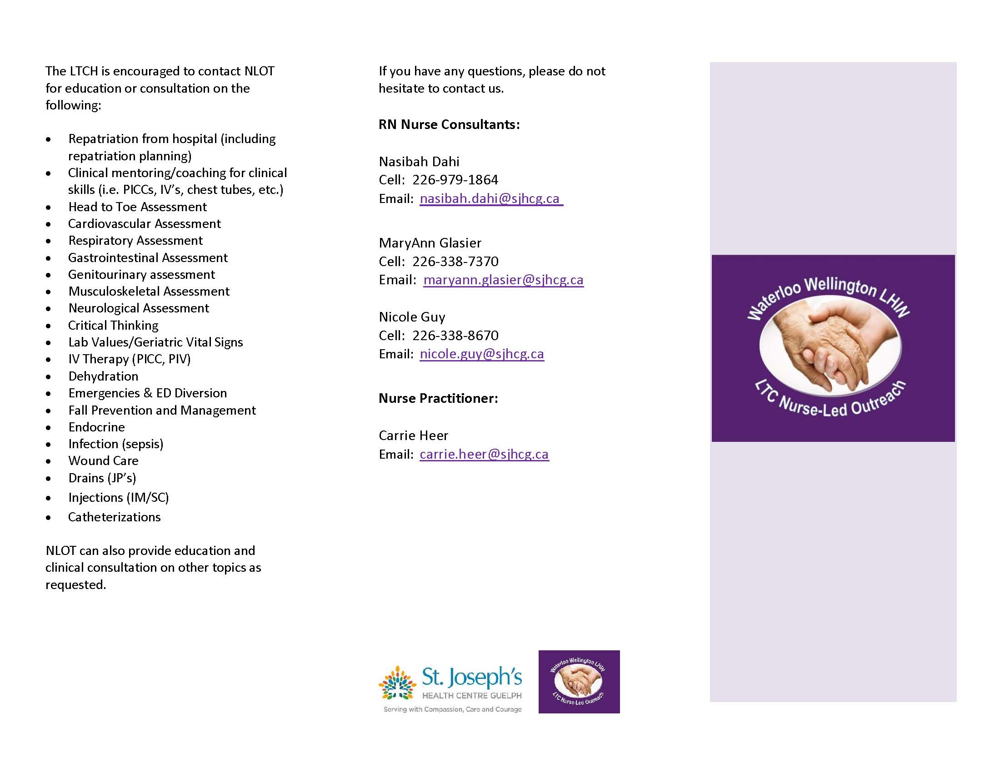 The LTCH is encouraged to contact NLOT
for education or consultation on the
following:
• Repatriation from hospital (including
repatriation planning)
• Clinical mentoring/coaching for clinical
skills (i.e. PICCs, IV’s, chest tubes, etc.)
• Head to Toe Assessment
• Cardiovascular Assessment
• Respiratory Assessment
• Gastrointestinal Assessment
• Genitourinary assessment
• Musculoskeletal Assessment
• Neurological Assessment
• Critical Thinking
• Lab Values/Geriatric Vital Signs
• IV Therapy (PICC, PIV)
• Dehydration
• Emergencies & ED Diversion
• Fall Prevention and Management
• Endocrine
• Infection (sepsis)
• Wound Care
• Drains (JP’s)
• Injections (IM/SC)
• Catheterizations
NLOT can also provide education and
clinical consultation on other topics as
requested.
If you have any questions, please do not
hesitate to contact us.
RN Nurse Consultants:
Nasibah Dahi
Cell: 226-979-1864
Email: nasibah.dahi@sjhcg.ca
MaryAnn Glasier
Cell: 226-338-7370
Email: maryann.glasier@sjhcg.ca
Nicole Guy
Cell: 226-338-8670
Email: nicole.guy@sjhcg.ca
Nurse Practitioner:
Carrie Heer
Email: carrie.heer@sjhcg.ca
St. Joseph’s
HEALTH CENTRE GUELPH
Serving with Compassion, Care and Courage
Waterloo Wellington LHIN
LTC Nurse-Led Outreach
Waterloo Wellington LHIN
LTC Nurse-Led Outreach